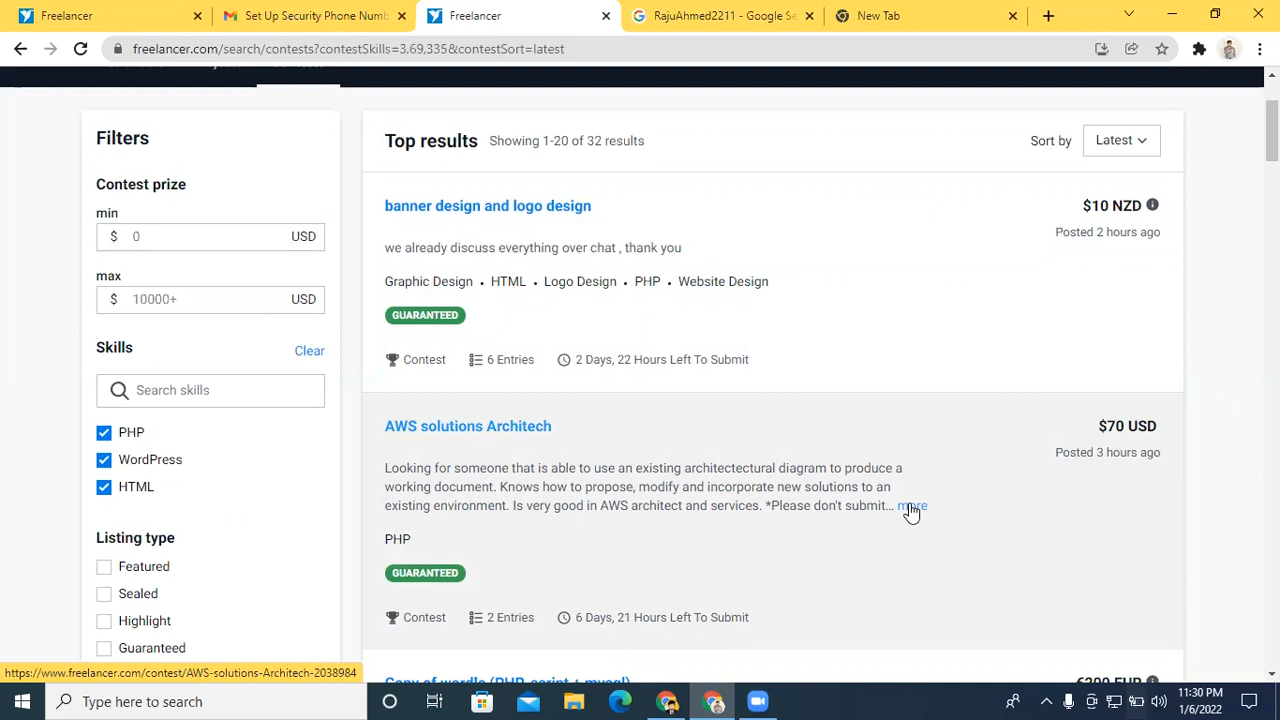 Freelancer
Set Up Security Phone Numb
Freelancer
RajuAhmed2211 - Google Se
New Tab
freelancer.com/search/contests?contestSkills=3,69,335&contestSort=latest
Filters
Contest prize
min
$ 0 USD
max
$ 10000+ USD
Skills Clear
Search skills
PHP
WordPress
HTML
Listing type
Featured
Sealed
Highlight
Guaranteed
Top results Showing 1-20 of 32 results
Sort by Latest
banner design and logo design
$10 NZD
Posted 2 hours ago
we already discuss everything over chat , thank you
Graphic Design • HTML • Logo Design • PHP • Website Design
GUARANTEED
Contest 6 Entries 2 Days, 22 Hours Left To Submit
AWS solutions Architech
$70 USD
Posted 3 hours ago
Looking for someone that is able to use an existing architectectural diagram to produce a
working document. Knows how to propose, modify and incorporate new solutions to an
existing environment. Is very good in AWS architect and services. *Please don't submit... more
PHP
GUARANTEED
Contest 2 Entries 6 Days, 21 Hours Left To Submit
Copy of wordle (PHP-script + mysql)
€200 EUR
https://www.freelancer.com/contest/AWS-solutions-Architech-2038984
Type here to search
11:30 PM
1/6/2022